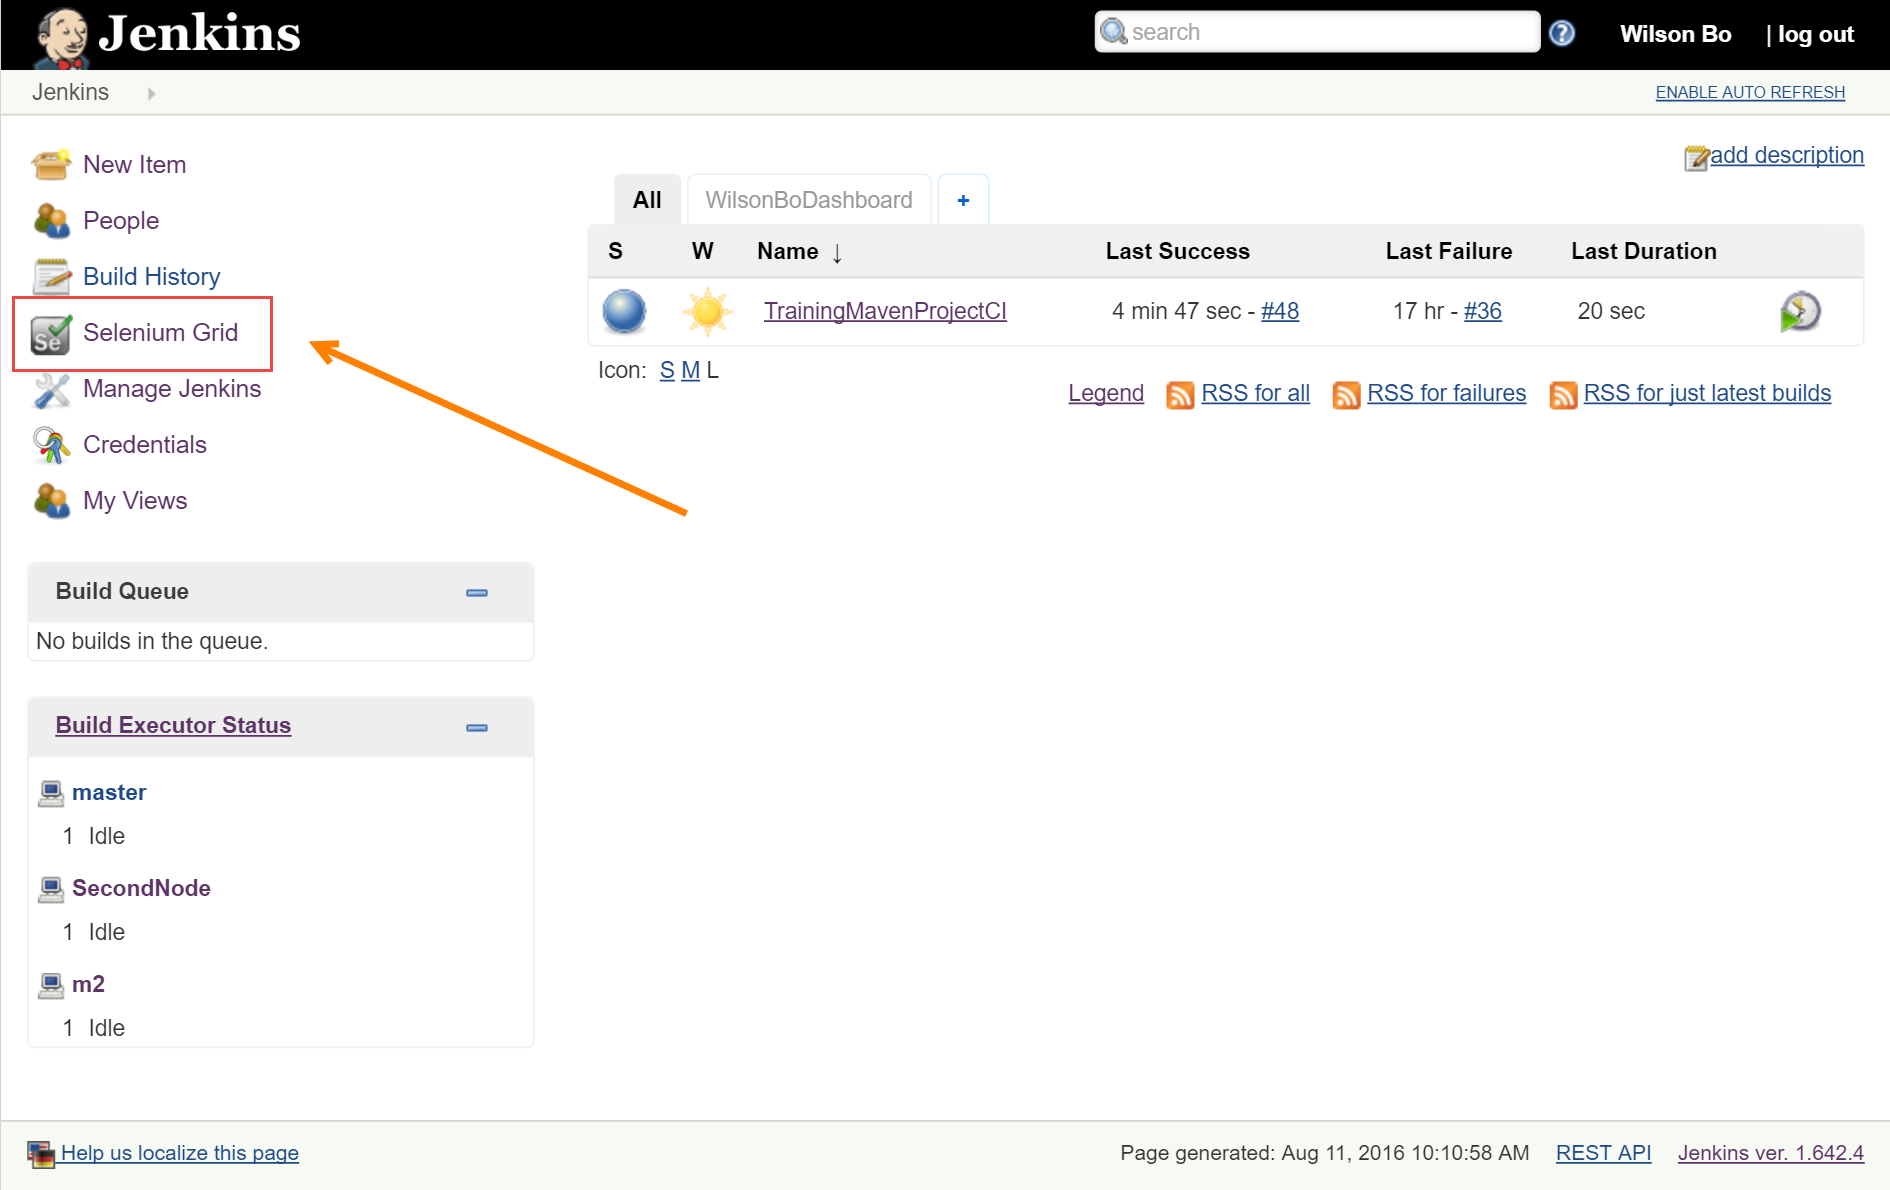 Jenkins
search
Wilson Bo
| log out
Jenkins
ENABLE AUTO REFRESH
New Item
People
Build History
Se
Selenium Grid
Manage Jenkins
Credentials
My Views
add description
All
WilsonBoDashboard
+
S W Name ↓ Last Success Last Failure Last Duration
TrainingMavenProjectCI 4 min 47 sec - #48 17 hr - #36 20 sec
Icon: S M L
Legend RSS for all RSS for failures RSS for just latest builds
Build Queue
No builds in the queue.
Build Executor Status
master
1 Idle
SecondNode
1 Idle
m2
1 Idle
Help us localize this page
Page generated: Aug 11, 2016 10:10:58 AM REST API Jenkins ver. 1.642.4